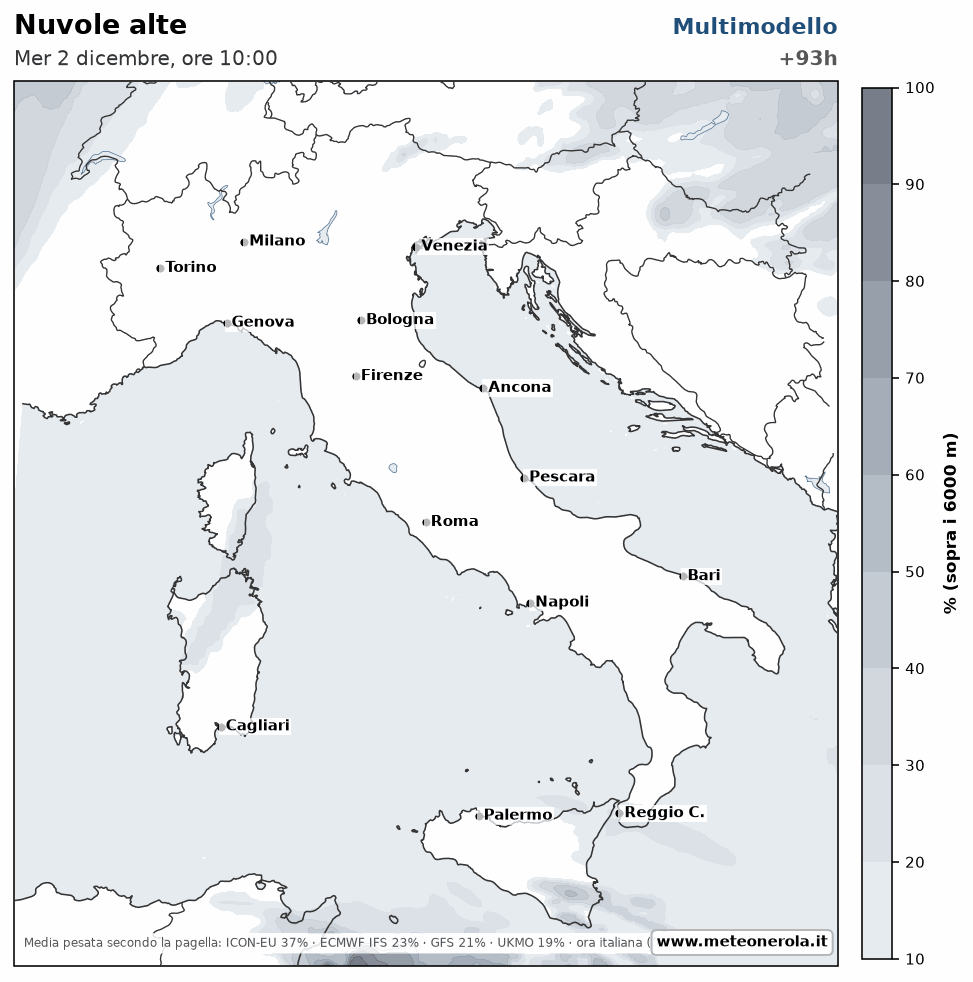 Nuvole alte
Multimodello
Mer 2 dicembre, ore 10:00
+93h
100
90
80
70
60
50
40
30
20
10
% (sopra i 6000 m)
Milano
Venezia
Torino
Genova
Bologna
Firenze
Ancona
Pescara
Roma
Bari
Napoli
Cagliari
Palermo
Reggio C.
Media pesata secondo la pagella: ICON-EU 37% · ECMWF IFS 23% · GFS 21% · UKMO 19% · ora italiana (
www.meteonerola.it